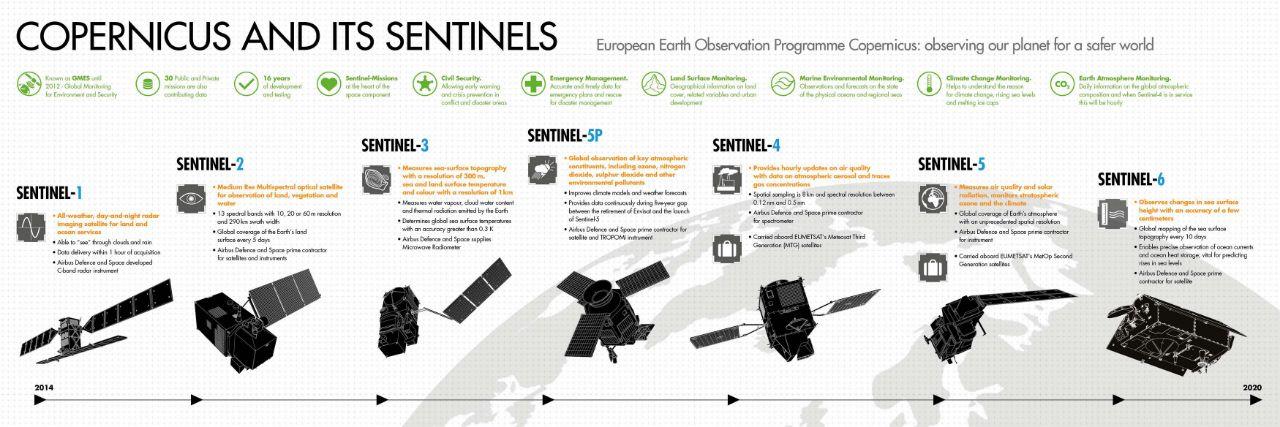 COPERNICUS AND ITS SENTINELS
European Earth Observation Programme Copernicus: observing our planet for a safer world
Known as GMES until
2012 - Global Monitoring
for Environment and Security
30 Public and Private
missions are also
contributing data
16 years
of development
and testing
Sentinel-Missions
at the heart of the
space component
Civil Security.
Allowing early warning
and crisis prevention in
conflict and disaster areas
Emergency Management.
Accurate and timely data for
emergency plans and rescue
for disaster management
Land Surface Monitoring.
Geographical information on land
cover, related variables and urban
development
Marine Environmental Monitoring.
Observations and forecasts on the state
of the physical oceans and regional seas
Climate Change Monitoring.
Helps to understand the reason
for climate change, rising sea levels
and melting ice caps
CO₂
Earth Atmosphere Monitoring.
Daily information on the global atmospheric
composition and when Sentinel-4 is in service
this will be hourly
SENTINEL-1
• All-weather, day-and-night radar
imaging satellite for land and
ocean services
• Able to "see" through clouds and rain
• Data delivery within 1 hour of acquisition
• Airbus Defence and Space developed
C-band radar instrument
SENTINEL-2
• Medium Res Multispectral optical satellite
for observation of land, vegetation and
water
• 13 spectral bands with 10, 20 or 60 m resolution
and 290 km swath width
• Global coverage of the Earth's land
surface every 5 days
• Airbus Defence and Space prime contractor
for satellites and instruments
SENTINEL-3
• Measures sea-surface topography
with a resolution of 300 m,
sea and land surface temperature
and colour with a resolution of 1 km
• Measures water vapour, cloud water content
and thermal radiation emitted by the Earth
• Determines global sea surface temperatures
with an accuracy greater than 0.3 K
• Airbus Defence and Space supplies
Microwave Radiometer
SENTINEL-5P
• Global observation of key atmospheric
constituents, including ozone, nitrogen
dioxide, sulphur dioxide and other
environmental pollutants
• Improves climate models and weather forecasts
• Provides data continuously during five-year gap
between the retirement of Envisat and the launch
of Sentinel-5
• Airbus Defence and Space prime contractor for
satellite and TROPOMI instrument
SENTINEL-4
• Provides hourly updates on air quality
with data on atmospheric aerosol and traces
gas concentrations
• Spatial sampling is 8 km and spectral resolution between
0.12 nm and 0.5 nm
• Airbus Defence and Space prime contractor
for spectrometer
• Carried aboard EUMETSAT's Meteosat Third
Generation (MTG) satellites
SENTINEL-5
• Measures air quality and solar
radiation, monitors stratospheric
ozone and the climate
• Global coverage of Earth's atmosphere
with an unprecedented spatial resolution
• Airbus Defence and Space prime contractor
for instrument
• Carried aboard EUMETSAT's MetOp Second
Generation satellites
SENTINEL-6
• Observes changes in sea surface
height with an accuracy of a few
centimeters
• Global mapping of the sea surface
topography every 10 days
• Enables precise observation of ocean currents
and ocean heat storage; vital for predicting
rises in sea levels
• Airbus Defence and Space prime
contractor for satellite
2014
2020